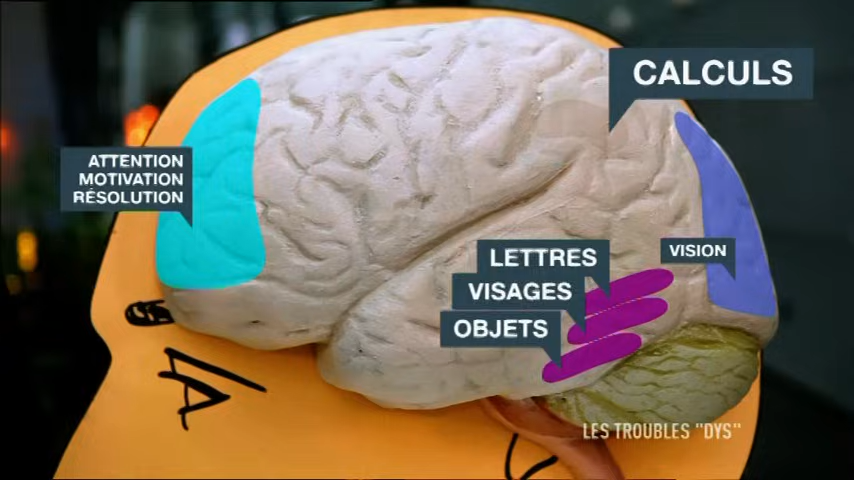 CALCULS
ATTENTION
MOTIVATION
RÉSOLUTION
LETTRES
VISION
VISAGES
OBJETS
LES TROUBLES "DYS"